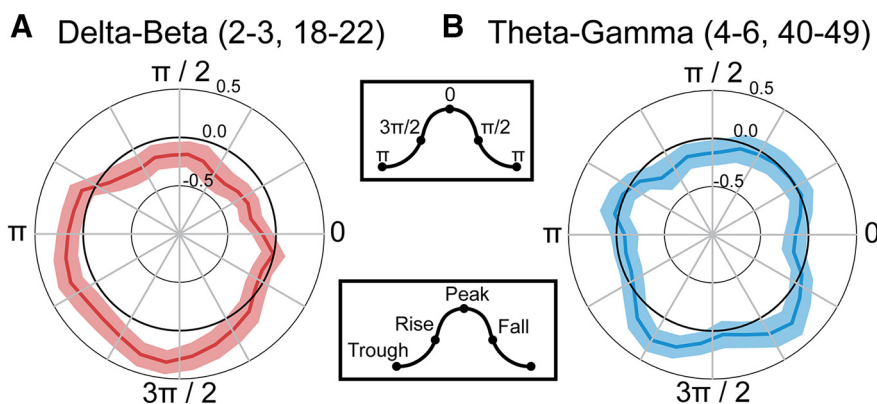 A Delta-Beta (2-3, 18-22)
π / 2
0.5
0.0
-0.5
π
0
3π / 2
0
3π/2
π/2
π
π
Peak
Rise
Fall
Trough
B Theta-Gamma (4-6, 40-49)
π / 2
0.5
0.0
-0.5
π
0
3π / 2